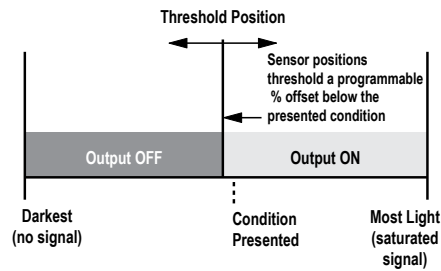 Threshold Position
Sensor positions
threshold a programmable
% offset below the
presented condition
Output OFF
Output ON
Darkest
(no signal)
Condition
Presented
Most Light
(saturated
signal)